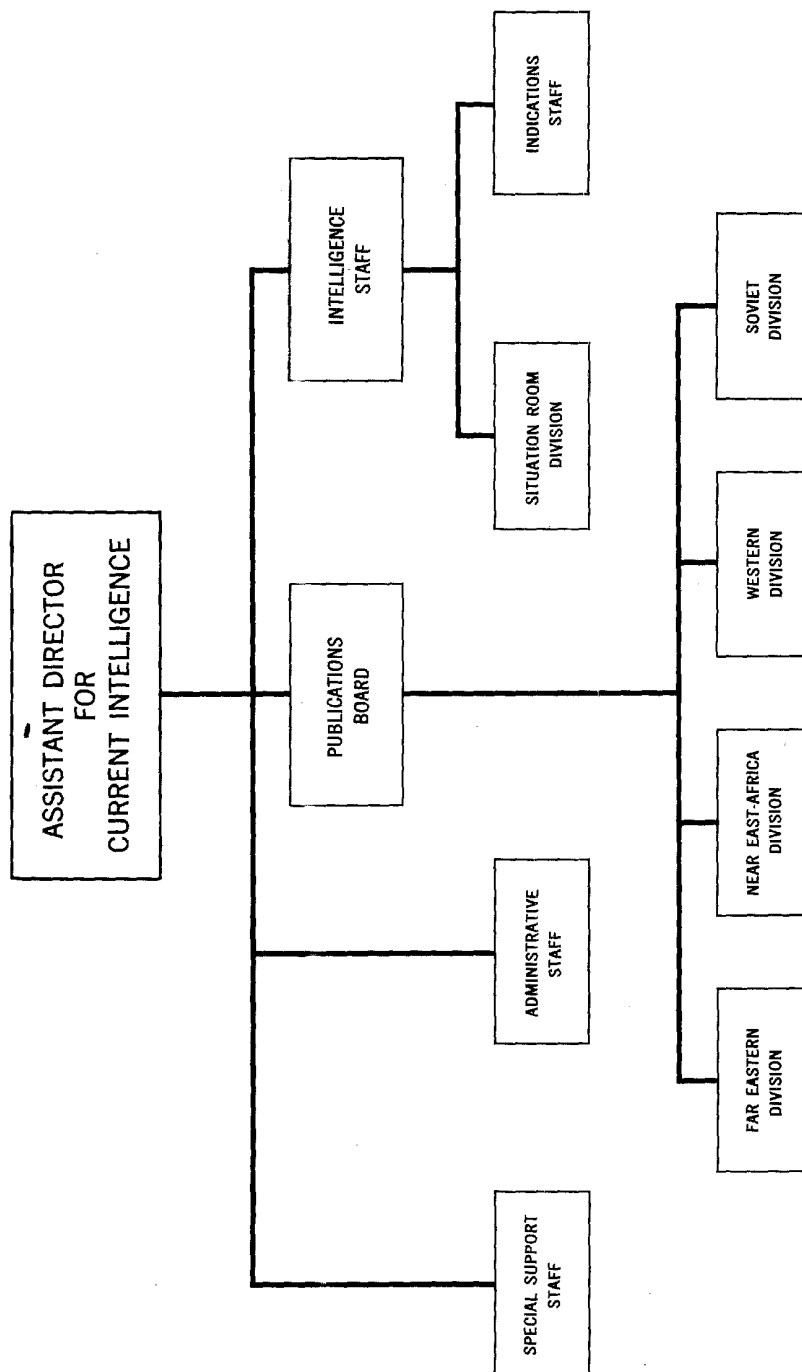 ASSISTANT DIRECTOR
FOR
CURRENT INTELLIGENCE
SPECIAL SUPPORT
STAFF
ADMINISTRATIVE
STAFF
PUBLICATIONS
BOARD
INTELLIGENCE
STAFF
SITUATION ROOM
DIVISION
INDICATIONS
STAFF
FAR EASTERN
DIVISION
NEAR EAST-AFRICA
DIVISION
WESTERN
DIVISION
SOVIET
DIVISION